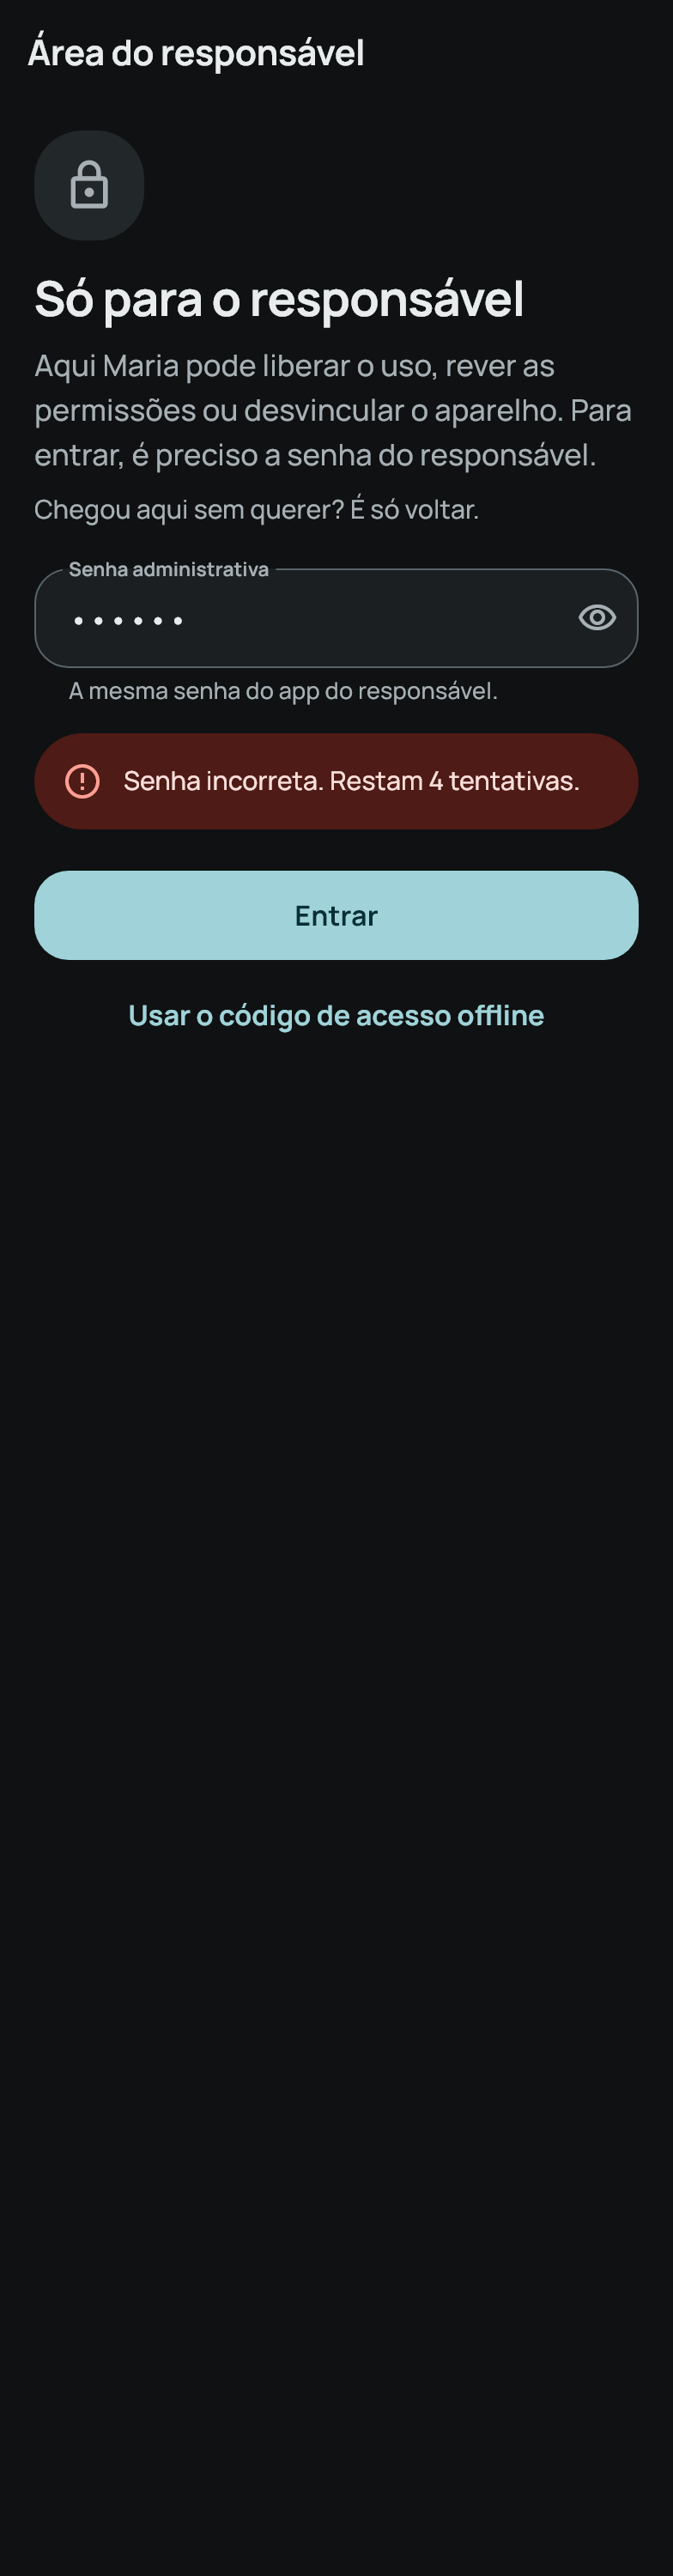 Área do responsável
Só para o responsável
Aqui Maria pode liberar o uso, rever as
permissões ou desvincular o aparelho. Para
entrar, é preciso a senha do responsável.
Chegou aqui sem querer? É só voltar.
Senha administrativa
••••••
A mesma senha do app do responsável.
Senha incorreta. Restam 4 tentativas.
Entrar
Usar o código de acesso offline